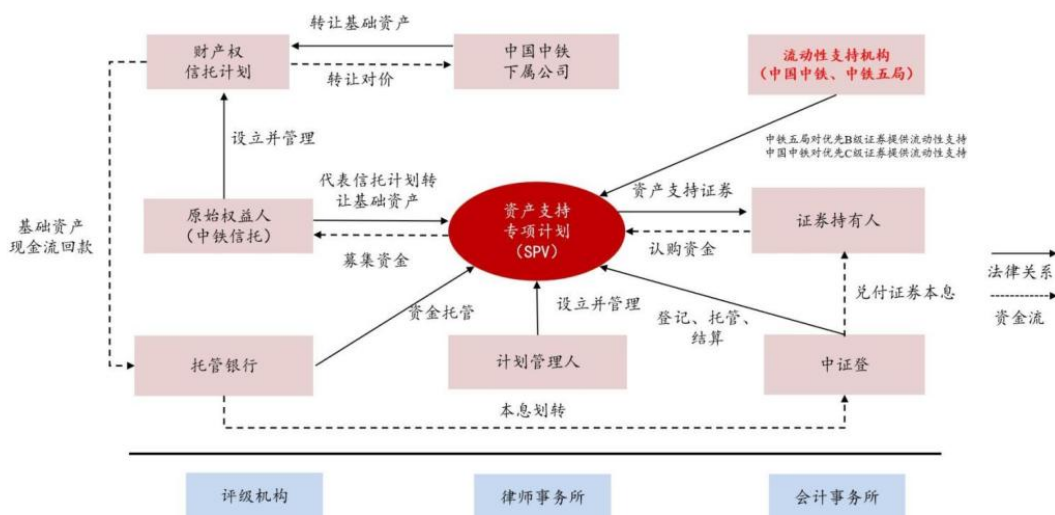 转让基础资产
财产权
信托计划
中国中铁
下属公司
转让对价
流动性支持机构
（中国中铁、中铁五局）
设立并管理
中铁五局对优先B级证券提供流动性支持
中国中铁对优先C级证券提供流动性支持
代表信托计划转
让基础资产
资产支持证券
原始权益人
（中铁信托）
资产支持
专项计划
（SPV）
证券持有人
基础资产
现金流回款
募集资金
认购资金
法律关系
资金托管
设立并管理
登记、托管、
结算
兑付证券本息
资金流
托管银行
计划管理人
中证登
本息划转
评级机构
律师事务所
会计事务所